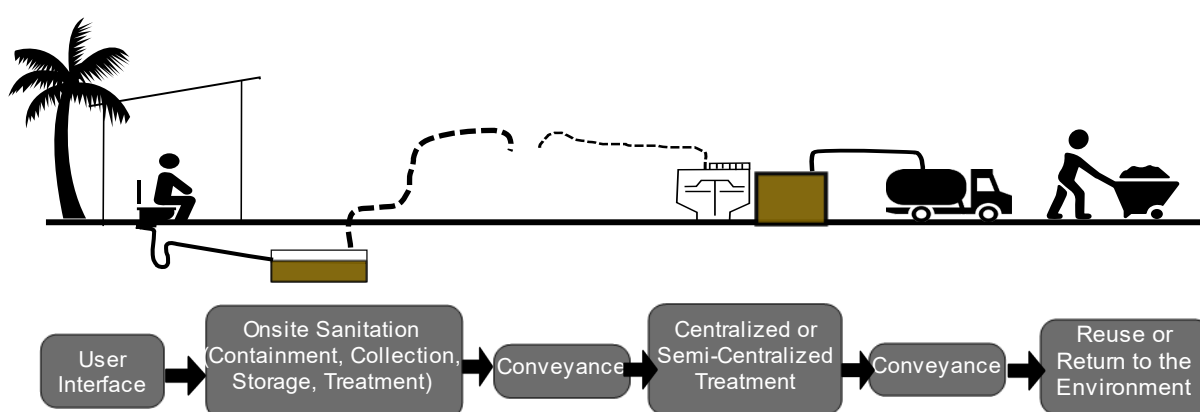 User
Interface
Onsite Sanitation
(Containment, Collection,
Storage, Treatment)
Conveyance
Centralized or
Semi-Centralized
Treatment
Conveyance
Reuse or
Return to the
Environment